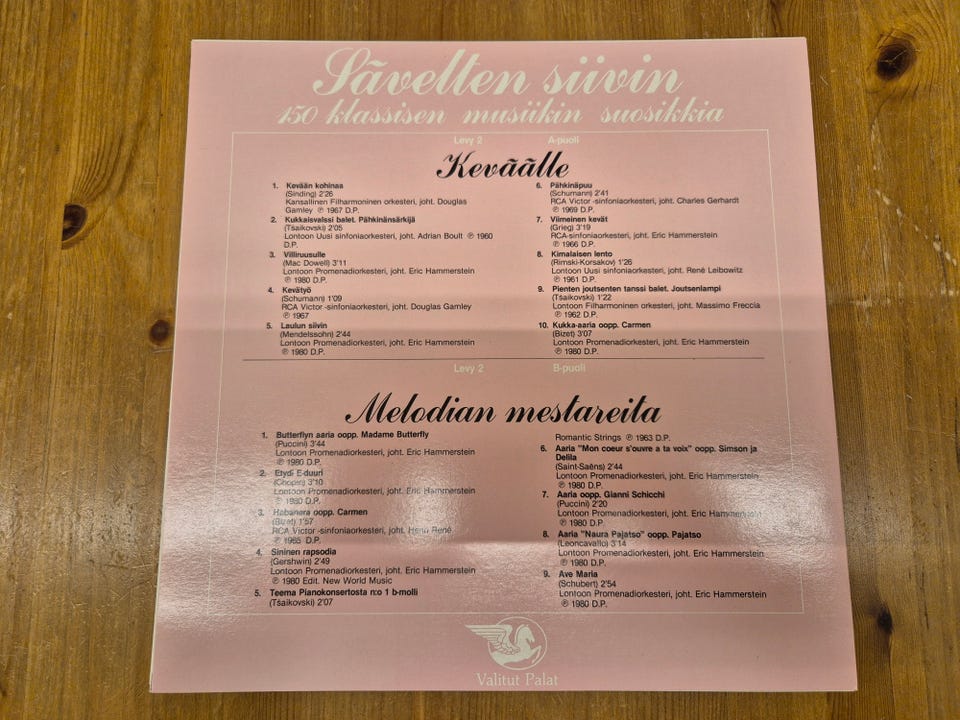 Sävelten siivin
150 klassisen musiikin suosikkia
Levy 2 A-puoli
Keväälle
1. Kevään kohinaa
(Sinding) 2'26
Kansallinen Filharmoninen orkesteri, joht. Douglas
Gamley ℗ 1967 D.P.
2. Kukkaisvalssi balet. Pähkinänsärkijä
(Tšaikovski) 2'05
Lontoon Uusi sinfoniaorkesteri, joht. Adrian Boult ℗ 1960
D.P.
3. Villiruusulle
(Mac Dowell) 3'11
Lontoon Promenadiorkesteri, joht. Eric Hammerstein
℗ 1980 D.P.
4. Kevätyö
(Schumann) 1'09
RCA Victor -sinfoniaorkesteri, joht. Douglas Gamley
℗ 1967
5. Laulun siivin
(Mendelssohn) 2'44
Lontoon Promenadiorkesteri, joht. Eric Hammerstein
℗ 1980 D.P.
6. Pähkinäpuu
(Schumann) 2'41
RCA Victor -sinfoniaorkesteri, joht. Charles Gerhardt
℗ 1969 D.P.
7. Viimeinen kevät
(Grieg) 3'19
RCA-sinfoniaorkesteri, joht. Eric Hammerstein
℗ 1966 D.P.
8. Kimalaisen lento
(Rimski-Korsakov) 1'26
Lontoon Uusi sinfoniaorkesteri, joht. René Leibowitz
℗ 1961 D.P.
9. Pienten joutsenten tanssi balet. Joutsenlampi
(Tšaikovski) 1'22
Lontoon Filharmoninen orkesteri, joht. Massimo Freccia
℗ 1962 D.P.
10. Kukka-aaria oopp. Carmen
(Bizet) 3'07
Lontoon Promenadiorkesteri, joht. Eric Hammerstein
℗ 1980 D.P.
Levy 2 B-puoli
Melodian mestareita
1. Butterflyn aaria oopp. Madame Butterfly
(Puccini) 3'44
Lontoon Promenadiorkesteri, joht. Eric Hammerstein
℗ 1980 D.P.
2. Etydi E-duuri
(Chopin) 3'10
Lontoon Promenadiorkesteri, joht. Eric Hammerstein
℗ 1980 D.P.
3. Habanera oopp. Carmen
(Bizet) 1'57
RCA Victor -sinfoniaorkesteri, joht. Henri René
℗ 1965 D.P.
4. Sininen rapsodia
(Gershwin) 2'49
Lontoon Promenadiorkesteri, joht. Eric Hammerstein
℗ 1980 Edit. New World Music
5. Teema Pianokonsertosta n:o 1 b-molli
(Tšaikovski) 2'07
Romantic Strings ℗ 1963 D.P.
6. Aaria "Mon coeur s'ouvre a ta voix" oopp. Simson ja
Delila
(Saint-Saëns) 2'44
Lontoon Promenadiorkesteri, joht. Eric Hammerstein
℗ 1980 D.P.
7. Aaria oopp. Gianni Schicchi
(Puccini) 2'20
Lontoon Promenadiorkesteri, joht. Eric Hammerstein
℗ 1980 D.P.
8. Aaria "Naura Pajatso" oopp. Pajatso
(Leoncavallo) 3'14
Lontoon Promenadiorkesteri, joht. Eric Hammerstein
℗ 1980 D.P.
9. Ave Maria
(Schubert) 2'54
Lontoon Promenadiorkesteri, joht. Eric Hammerstein
℗ 1980 D.P.
Valitut Palat